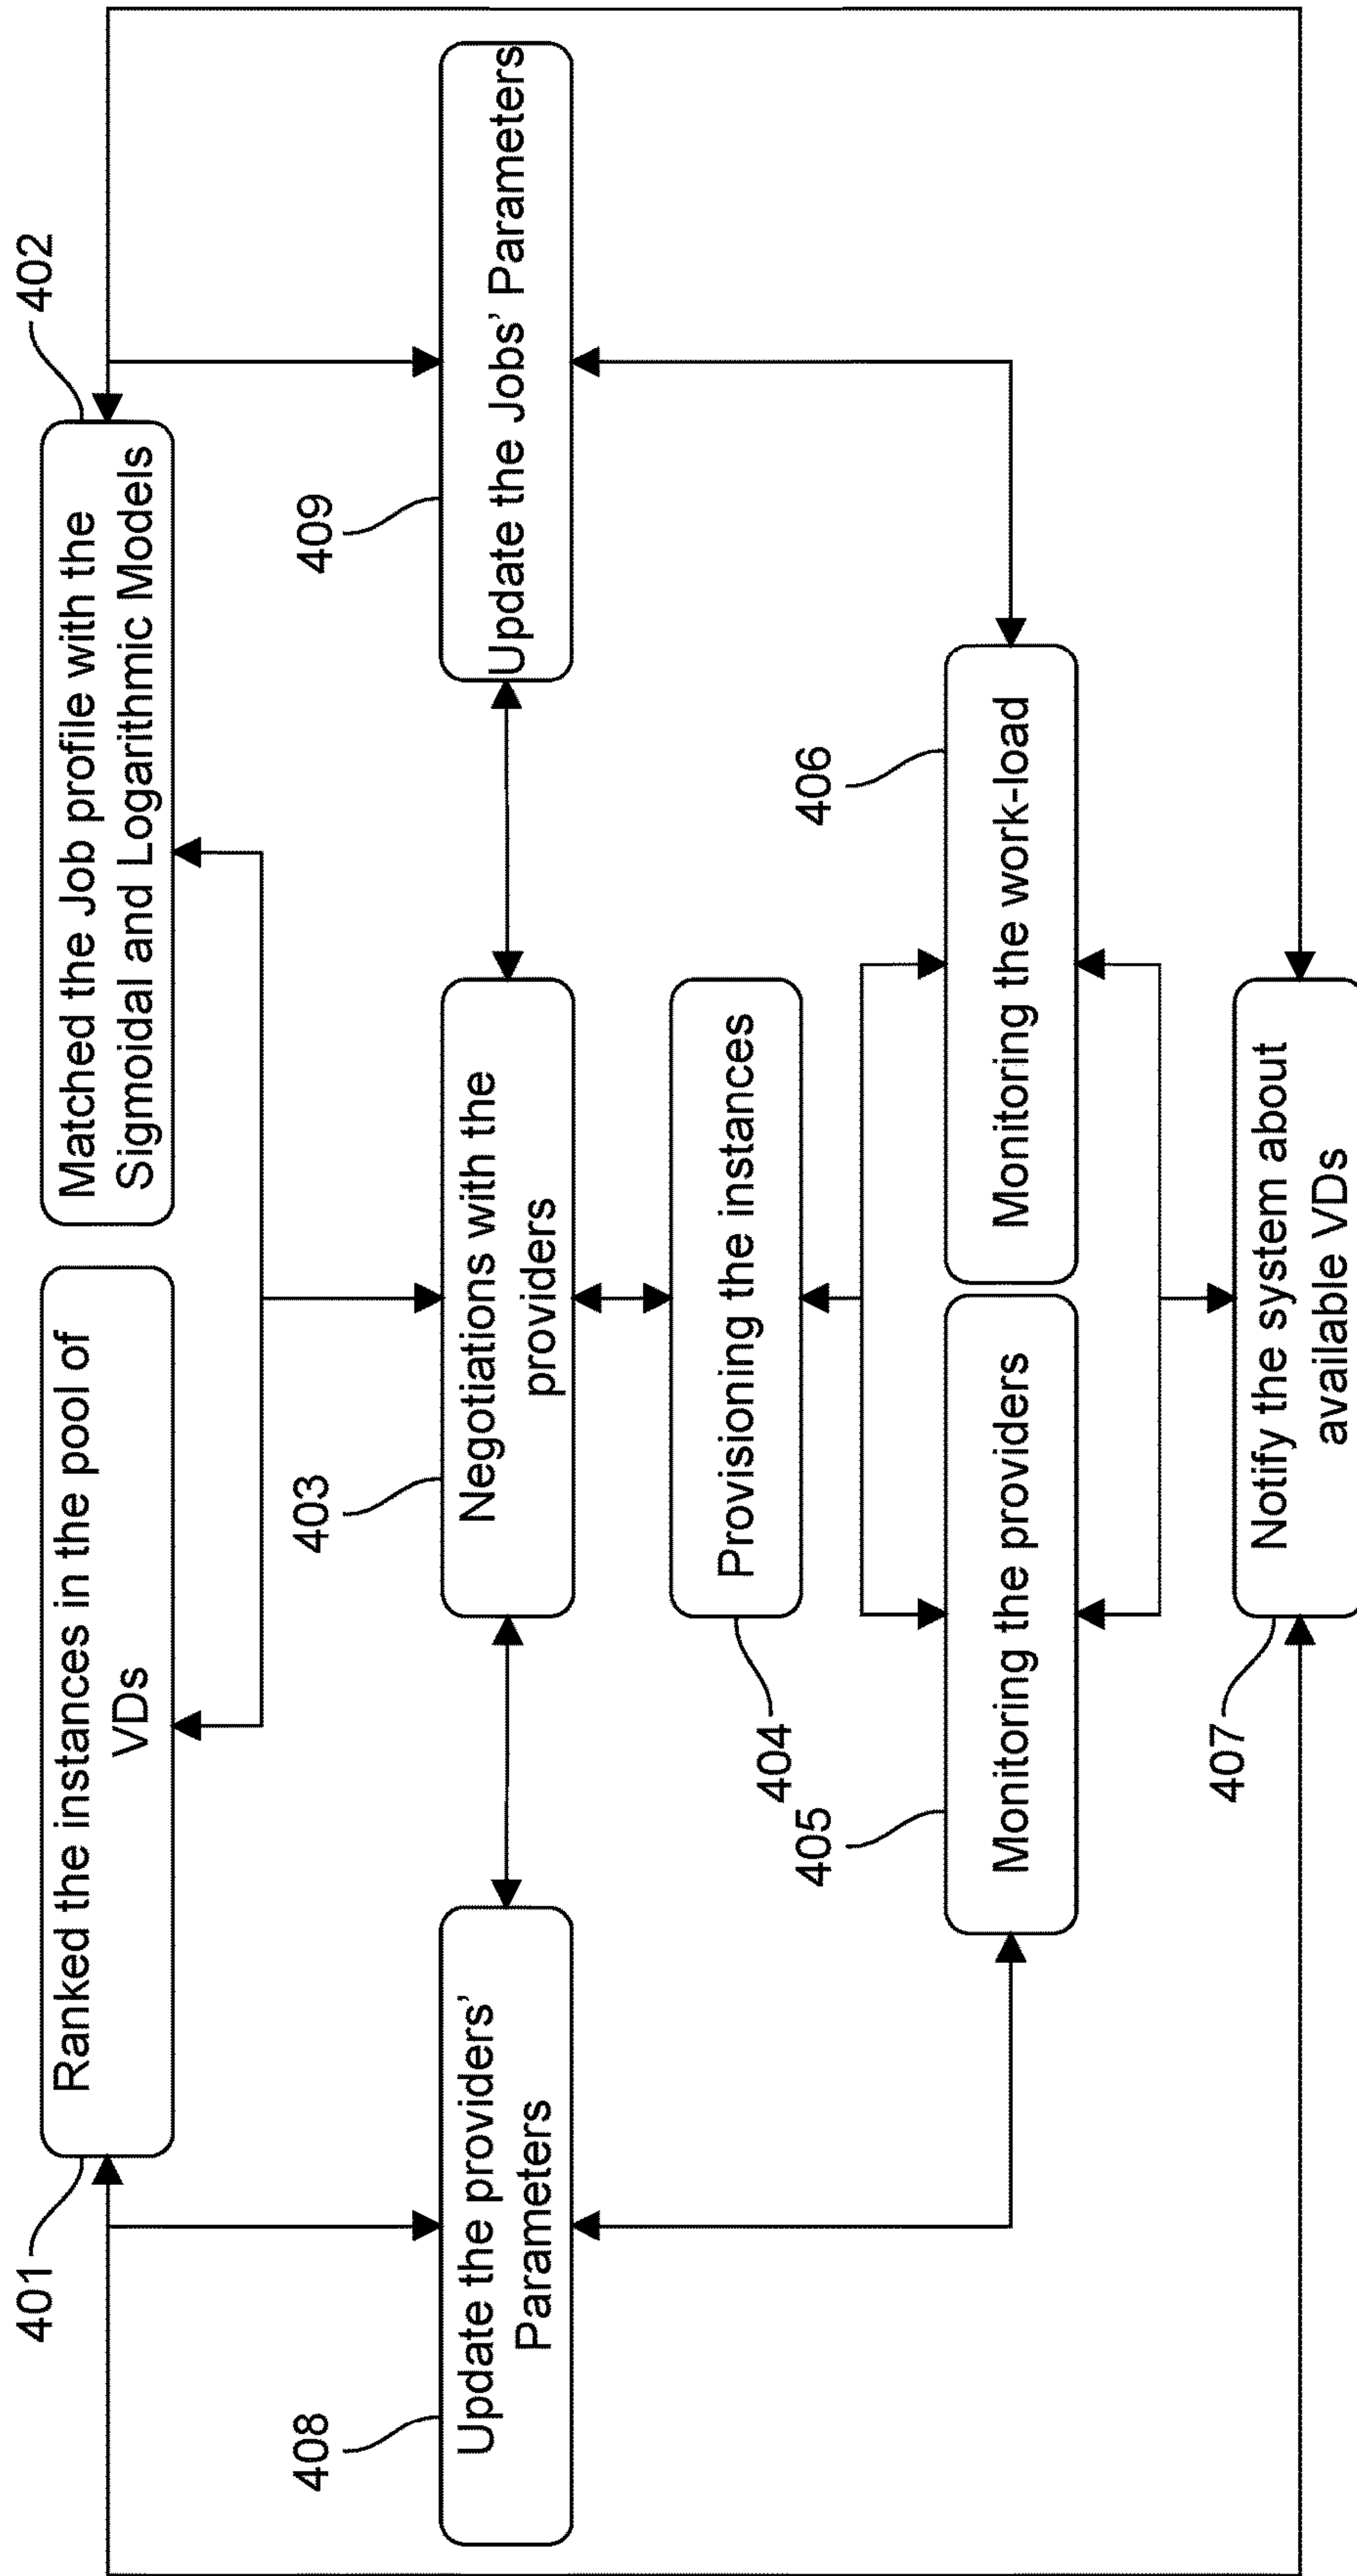 401
Ranked the instances in the pool of
VDs
402
Matched the Job profile with the
Sigmoidal and Logarithmic Models
408
Update the providers'
Parameters
403
Negotiations with the
providers
409
Update the Jobs' Parameters
404
Provisioning the instances
405
Monitoring the providers
406
Monitoring the work-load
407
Notify the system about
available VDs